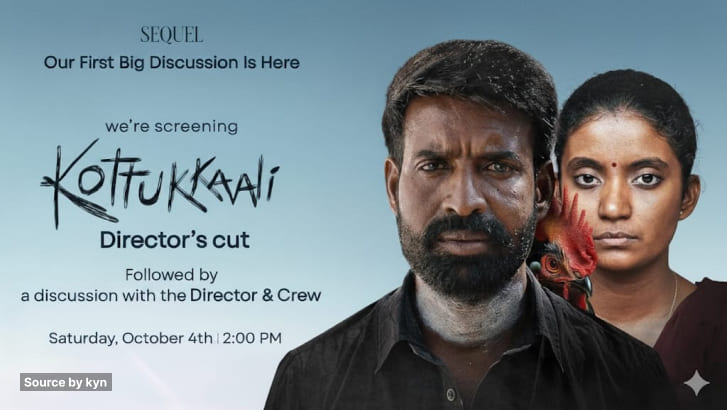 SEQUEL
Our First Big Discussion Is Here
we're screening
KOTTUKKAALI
Director's cut
Followed by
a discussion with the Director & Crew
Saturday, October 4th | 2:00 PM
Source by kyn